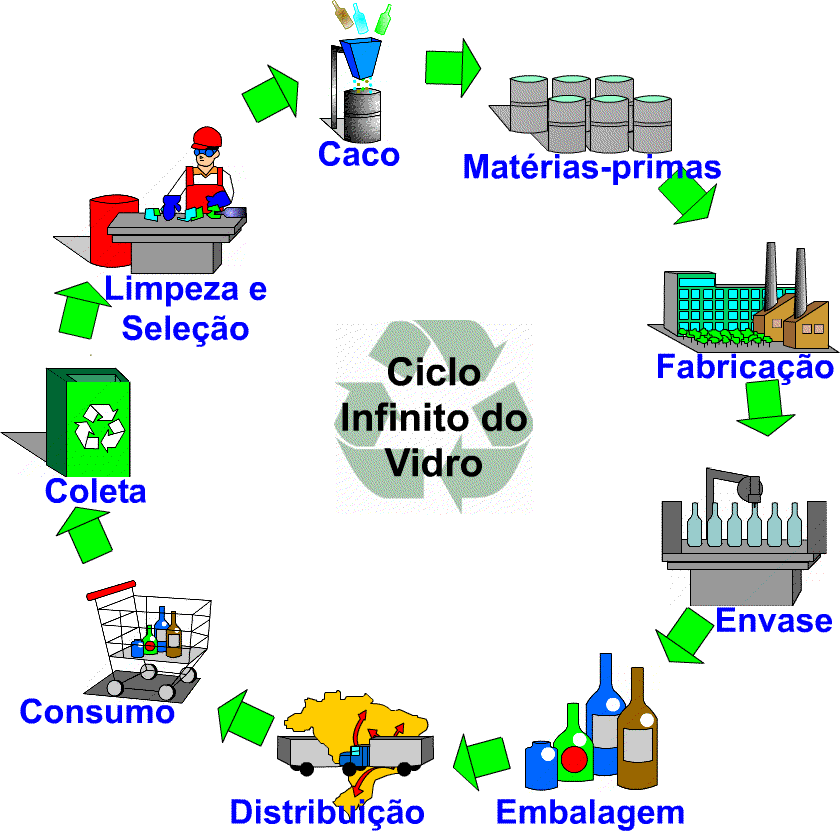 Caco
Matérias-primas
Limpeza e
Seleção
Fabricação
Ciclo
Infinito do
Vidro
Coleta
Envase
Consumo
Distribuição
Embalagem